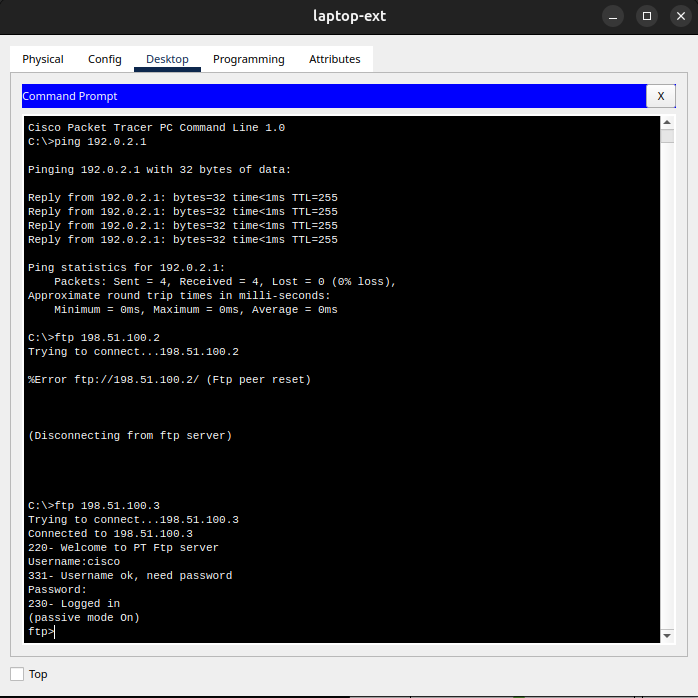 laptop-ext
Physical Config Desktop Programming Attributes
Command Prompt X
Cisco Packet Tracer PC Command Line 1.0
C:\>ping 192.0.2.1
Pinging 192.0.2.1 with 32 bytes of data:
Reply from 192.0.2.1: bytes=32 time<1ms TTL=255
Reply from 192.0.2.1: bytes=32 time<1ms TTL=255
Reply from 192.0.2.1: bytes=32 time<1ms TTL=255
Reply from 192.0.2.1: bytes=32 time<1ms TTL=255
Ping statistics for 192.0.2.1:
Packets: Sent = 4, Received = 4, Lost = 0 (0% loss),
Approximate round trip times in milli-seconds:
Minimum = 0ms, Maximum = 0ms, Average = 0ms
C:\>ftp 198.51.100.2
Trying to connect...198.51.100.2
%Error ftp://198.51.100.2/ (Ftp peer reset)
(Disconnecting from ftp server)
C:\>ftp 198.51.100.3
Trying to connect...198.51.100.3
Connected to 198.51.100.3
220- Welcome to PT Ftp server
Username:cisco
331- Username ok, need password
Password:
230- Logged in
(passive mode On)
ftp>
Top